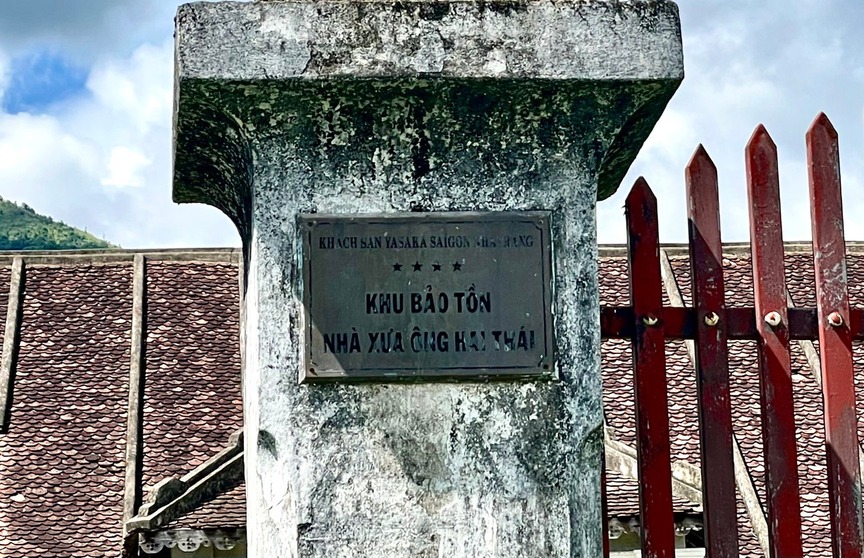 KHÁCH SẠN YASAKA SAIGON NHA TRANG
★ ★ ★ ★
KHU BẢO TỒN
NHÀ XƯA ÔNG HAI THÁI